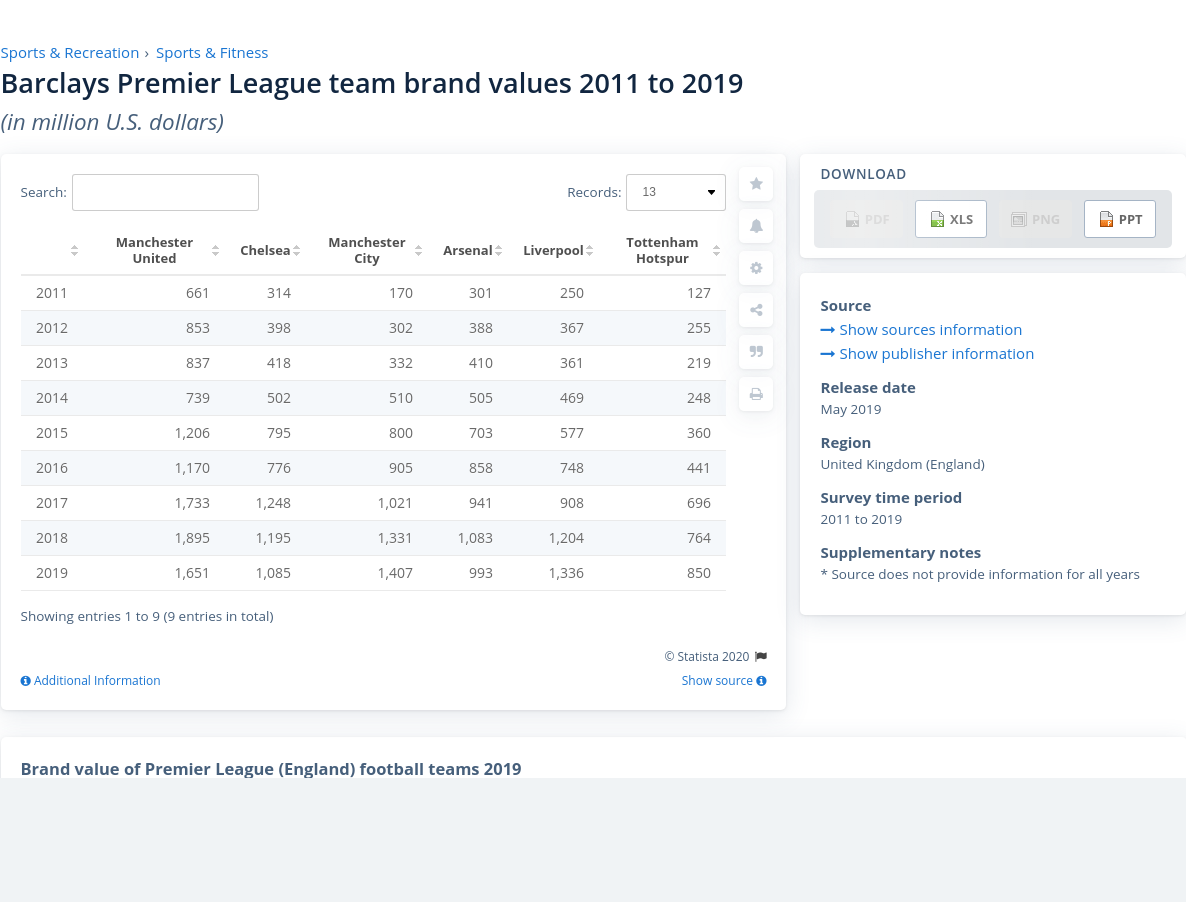 Sports & Recreation › Sports & Fitness
Barclays Premier League team brand values 2011 to 2019
(in million U.S. dollars)
Search:
Records: 13
Manchester United Chelsea Manchester City Arsenal Liverpool Tottenham Hotspur
2011 661 314 170 301 250 127
2012 853 398 302 388 367 255
2013 837 418 332 410 361 219
2014 739 502 510 505 469 248
2015 1,206 795 800 703 577 360
2016 1,170 776 905 858 748 441
2017 1,733 1,248 1,021 941 908 696
2018 1,895 1,195 1,331 1,083 1,204 764
2019 1,651 1,085 1,407 993 1,336 850
Showing entries 1 to 9 (9 entries in total)
© Statista 2020
Additional Information
Show source
DOWNLOAD
PDF XLS PNG PPT
Source
Show sources information
Show publisher information
Release date
May 2019
Region
United Kingdom (England)
Survey time period
2011 to 2019
Supplementary notes
* Source does not provide information for all years
Brand value of Premier League (England) football teams 2019